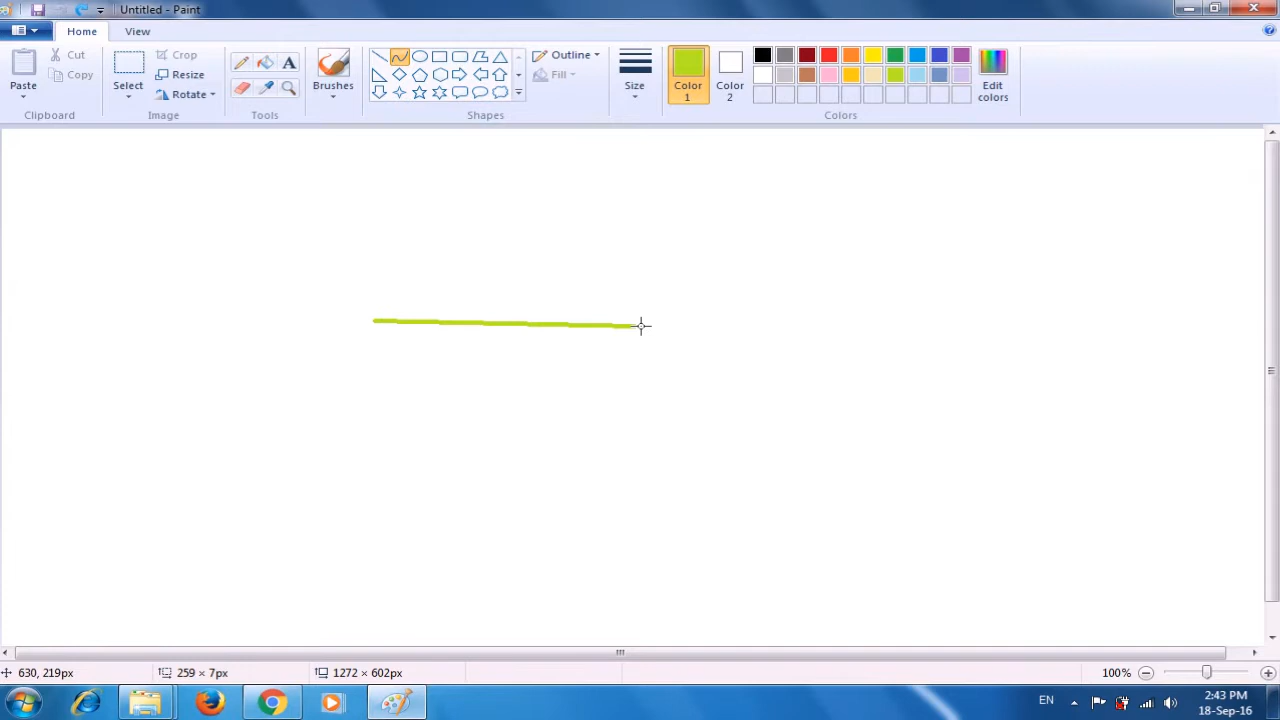 Untitled - Paint
Home
View
Paste
Cut
Copy
Clipboard
Select
Crop
Resize
Rotate
Image
A
Tools
Brushes
Outline
Fill
Shapes
Size
Color
1
Color
2
Edit
colors
Colors
630, 219px
259 × 7px
1272 × 602px
100%
EN
2:43 PM
18-Sep-16